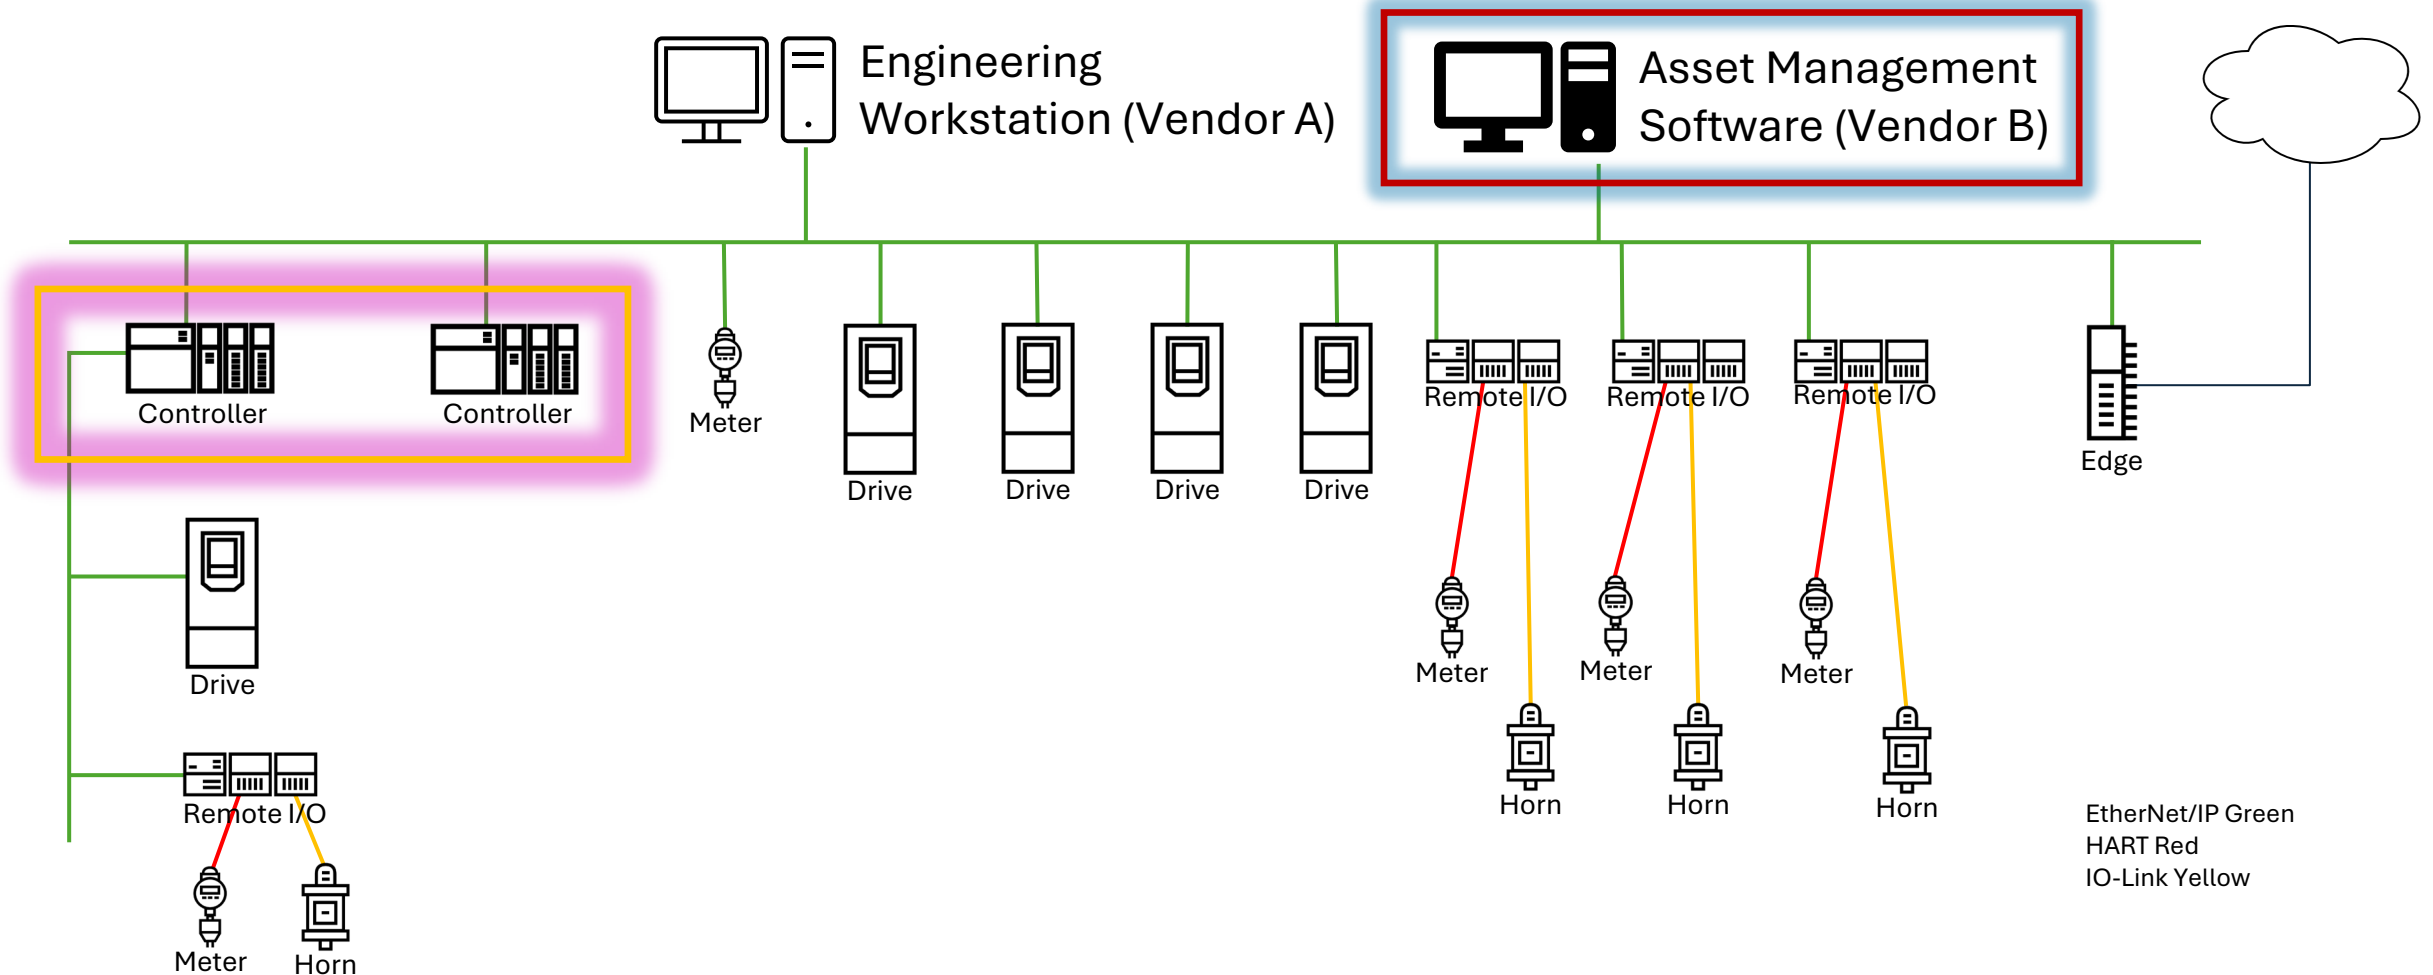 Engineering
Workstation (Vendor A)
Asset Management
Software (Vendor B)
Controller
Controller
Meter
Drive
Drive
Drive
Drive
Remote I/O
Remote I/O
Remote I/O
Edge
Drive
Meter
Meter
Meter
Horn
Horn
Horn
Remote I/O
Meter
Horn
EtherNet/IP Green
HART Red
IO-Link Yellow